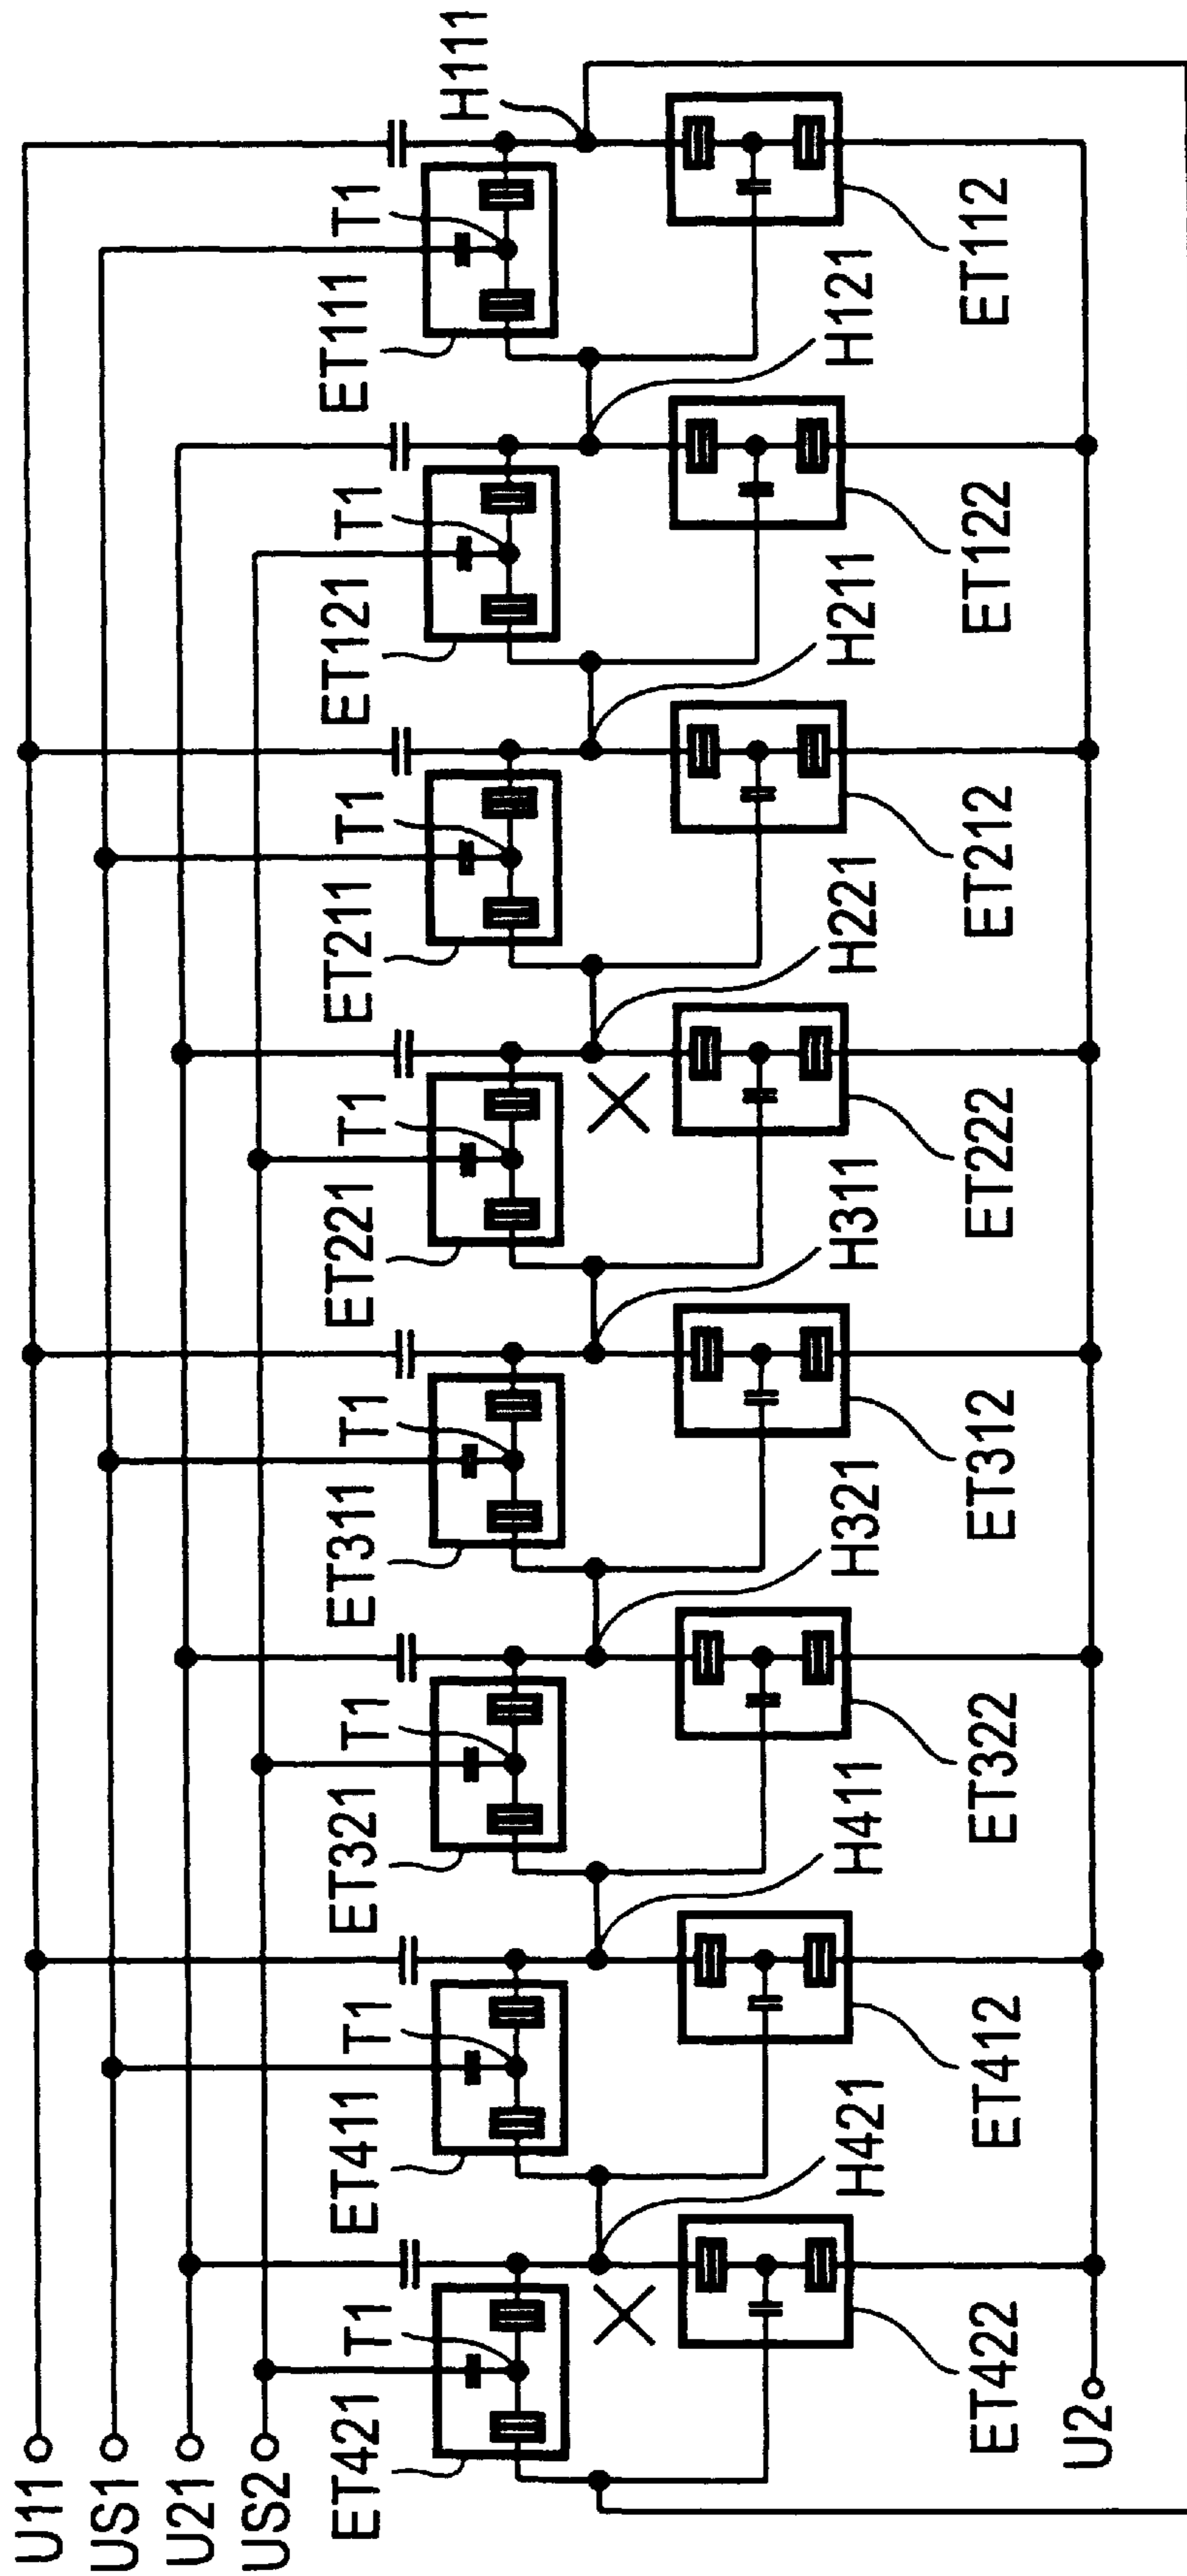 U11
US1
U21
US2
ET421
T1
ET411
T1
ET321
T1
ET311
T1
ET221
T1
ET211
T1
ET121
T1
ET111
T1
H111
H421
H411
H321
H311
H221
H211
H121
ET422
ET412
ET322
ET312
ET222
ET212
ET122
ET112
U2